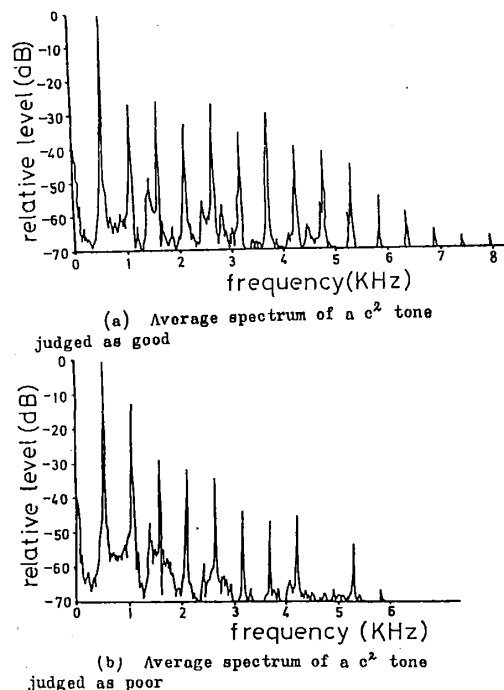 0
-10
-20
-30
-40
-50
-60
-70
relative level (dB)
0 1 2 3 4 5 6 7 8
frequency(KHz)
(a) Average spectrum of a c² tone
judged as good
0
-10
-20
-30
-40
-50
-60
-70
relative level (dB)
0 1 2 3 4 5 6
frequency(KHz)
(b) Average spectrum of a c² tone
judged as poor